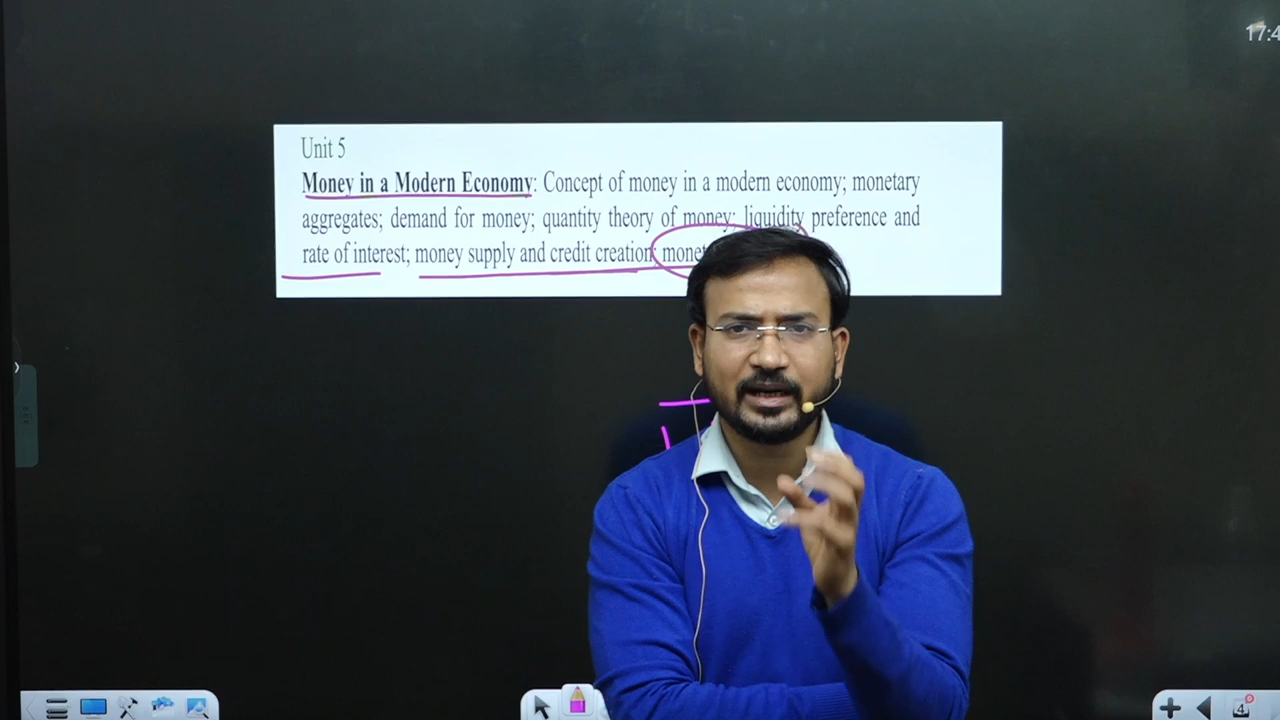 17:4
Unit 5
Money in a Modern Economy: Concept of money in a modern economy; monetary
aggregates; demand for money; quantity theory of money; liquidity preference and
rate of interest; money supply and credit creation; monet
4